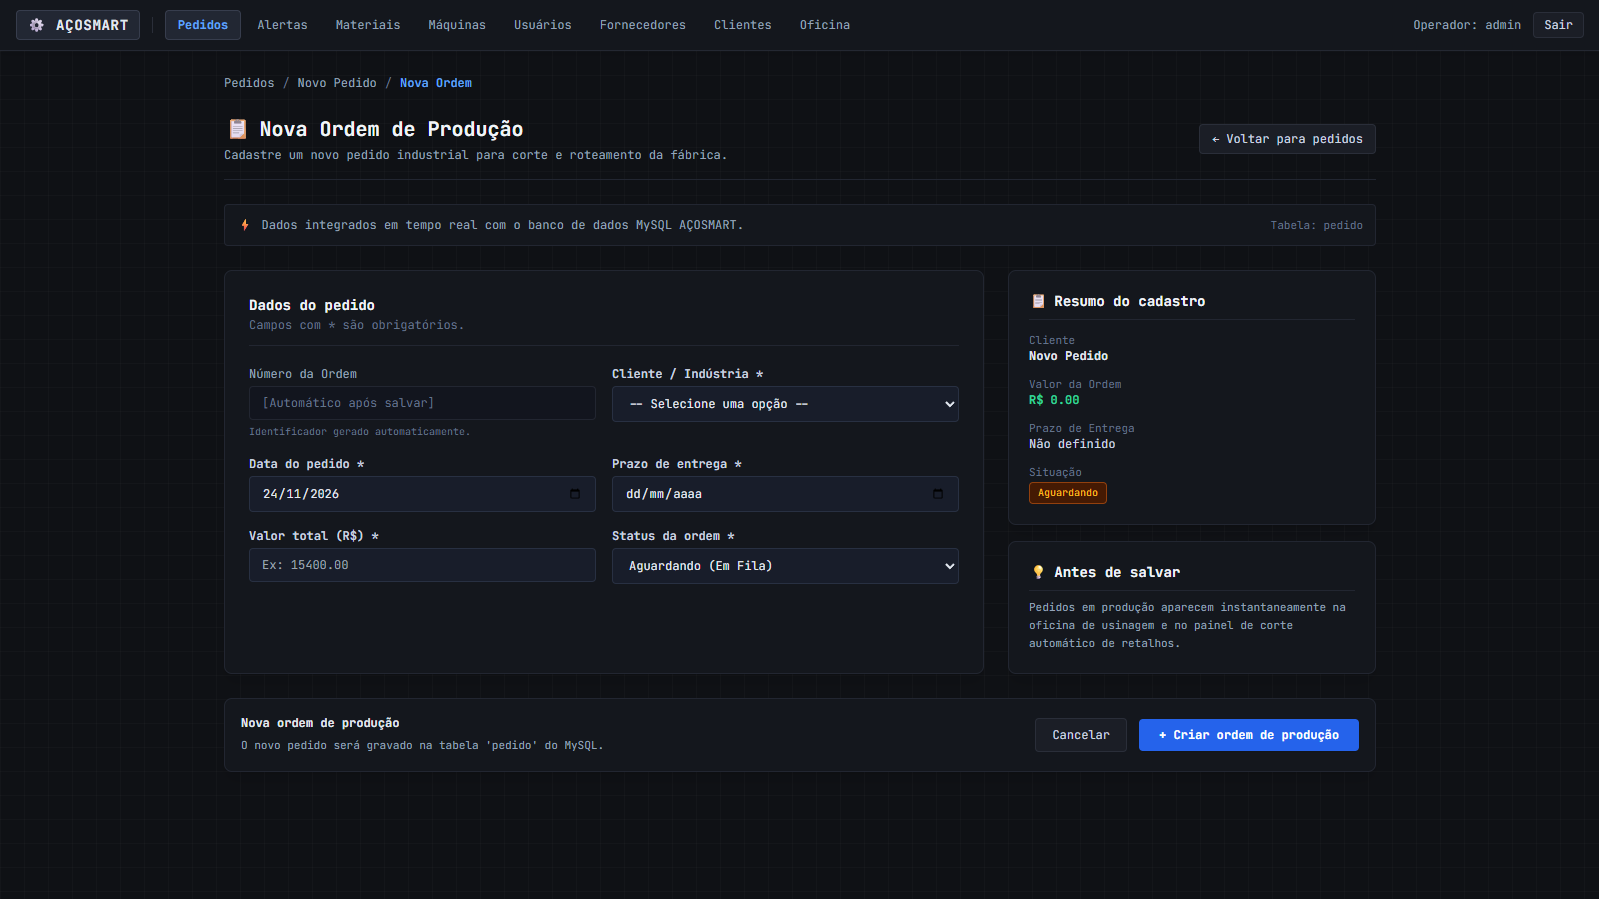 AÇOSMART
Pedidos Alertas Materiais Máquinas Usuários Fornecedores Clientes Oficina
Operador: admin Sair
Pedidos / Novo Pedido / Nova Ordem
Nova Ordem de Produção
Cadastre um novo pedido industrial para corte e roteamento da fábrica.
← Voltar para pedidos
Dados integrados em tempo real com o banco de dados MySQL AÇOSMART.
Tabela: pedido
Dados do pedido
Campos com * são obrigatórios.
Número da Ordem
[Automático após salvar]
Identificador gerado automaticamente.
Cliente / Indústria *
-- Selecione uma opção --
Data do pedido *
24/11/2026
Prazo de entrega *
dd/mm/aaaa
Valor total (R$) *
Ex: 15400.00
Status da ordem *
Aguardando (Em Fila)
Resumo do cadastro
Cliente
Novo Pedido
Valor da Ordem
R$ 0.00
Prazo de Entrega
Não definido
Situação
Aguardando
Antes de salvar
Pedidos em produção aparecem instantaneamente na
oficina de usinagem e no painel de corte
automático de retalhos.
Nova ordem de produção
O novo pedido será gravado na tabela 'pedido' do MySQL.
Cancelar
+ Criar ordem de produção